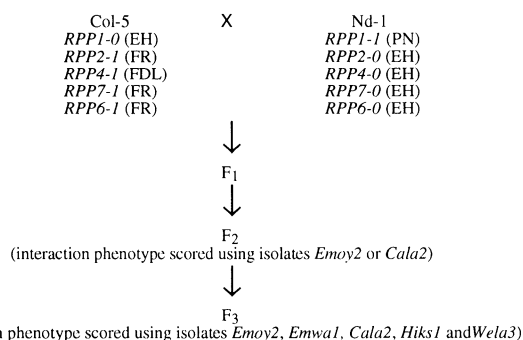 Col-5 X Nd-1
RPP1-0 (EH) RPP1-1 (PN)
RPP2-1 (FR) RPP2-0 (EH)
RPP4-1 (FDL) RPP4-0 (EH)
RPP7-1 (FR) RPP7-0 (EH)
RPP6-1 (FR) RPP6-0 (EH)
F1
F2
(interaction phenotype scored using isolates Emoy2 or Cala2)
F3
phenotype scored using isolates Emoy2, Emwa1, Cala2, Hiks1 andWela3)